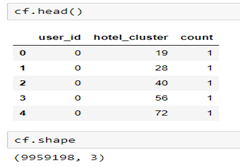 cf.head()
user_id hotel_cluster count
0 0 19 1
1 0 28 1
2 0 40 1
3 0 56 1
4 0 72 1
cf.shape
(9959198, 3)